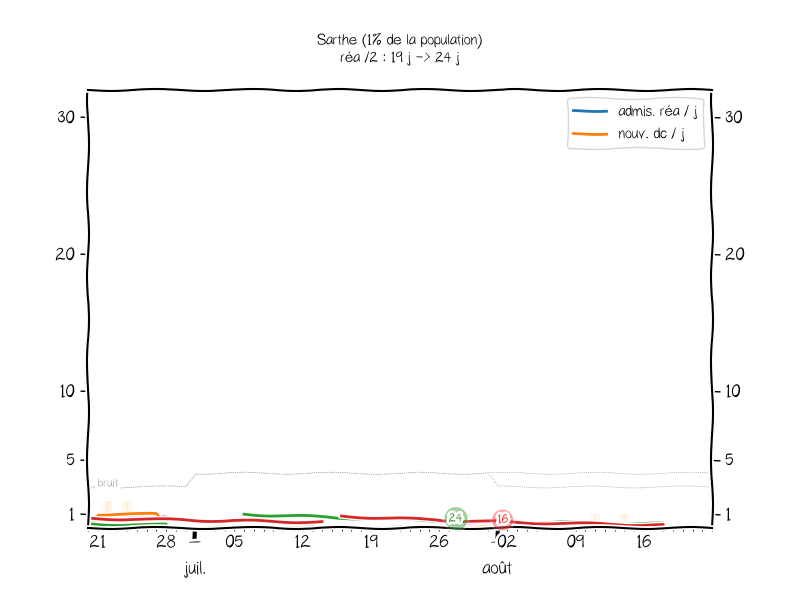 Sarthe (1% de la population)
réa /2 : 19 j -> 24 j
30 30
admis. réa / j
nouv. dc / j
20 20
10 10
5 5
bruit
1 24 16 1
21 28 05 12 19 26 02 09 16
juil. août